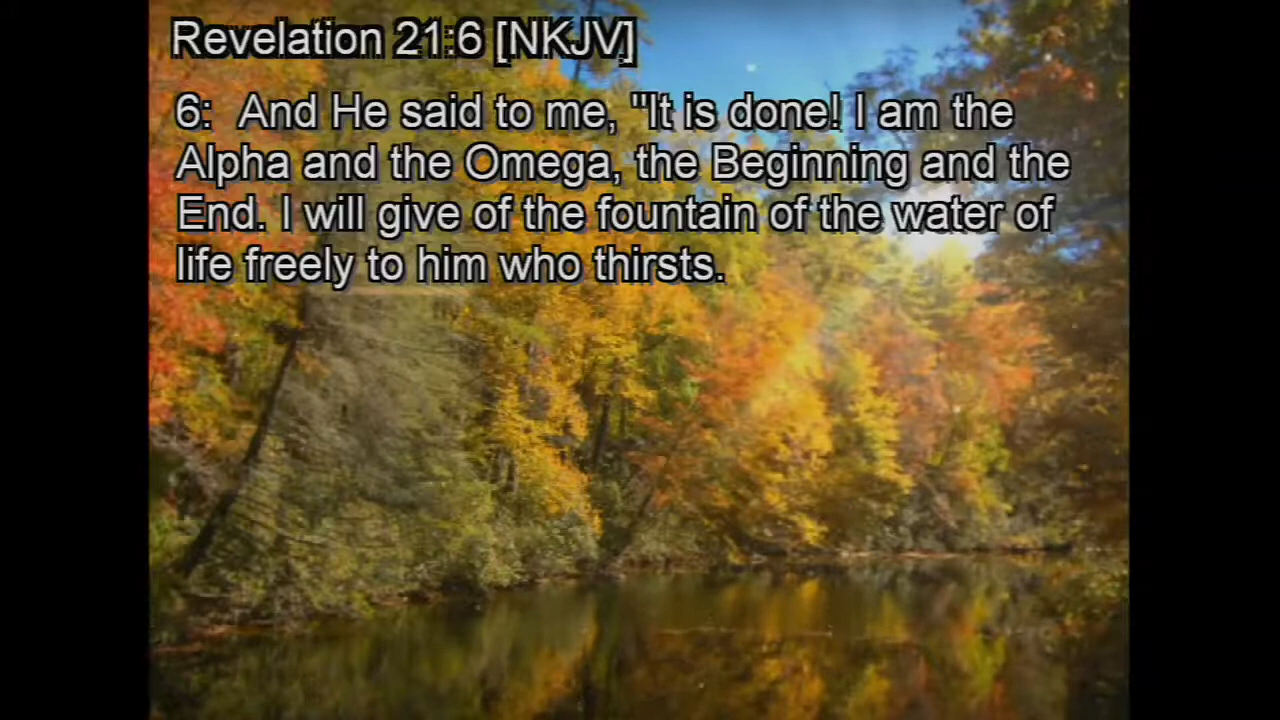 Revelation 21:6 [NKJV]
6:  And He said to me, "It is done! I am the
Alpha and the Omega, the Beginning and the
End. I will give of the fountain of the water of
life freely to him who thirsts.